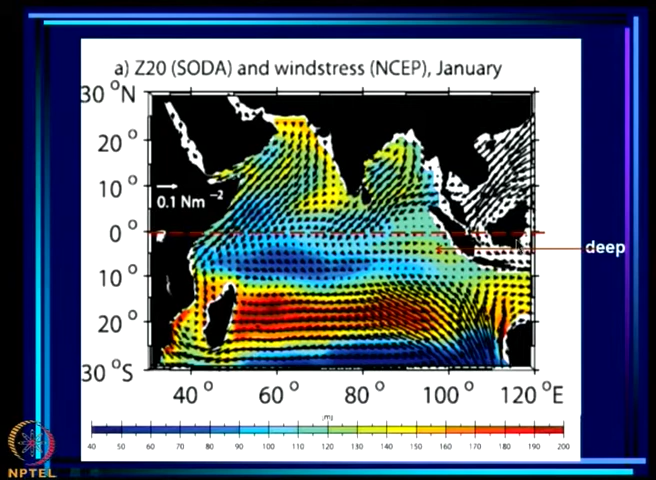 a) Z20 (SODA) and windstress (NCEP), January
30 °N
20 °
10 °
0.1 Nm⁻²
0 °
deep
10 °
20 °
30 °S
40 ° 60 ° 80 ° 100 ° 120 °E
[m]
40 50 60 70 80 90 100 110 120 130 140 150 160 170 180 190 200
NPTEL